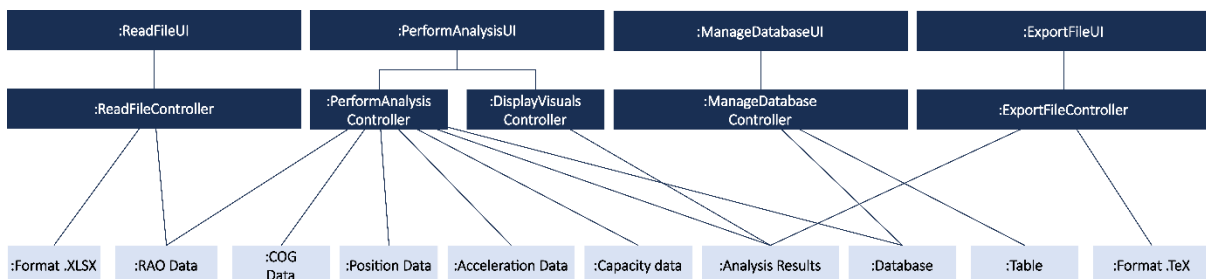 :ReadFileUI
:PerformAnalysisUI
:ManageDatabaseUI
:ExportFileUI
:ReadFileController
:PerformAnalysis
Controller
:DisplayVisuals
Controller
:ManageDatabase
Controller
:ExportFileController
:Format .XLSX
:RAO Data
:COG
Data
:Position Data
:Acceleration Data
:Capacity data
:Analysis Results
:Database
:Table
:Format .TeX